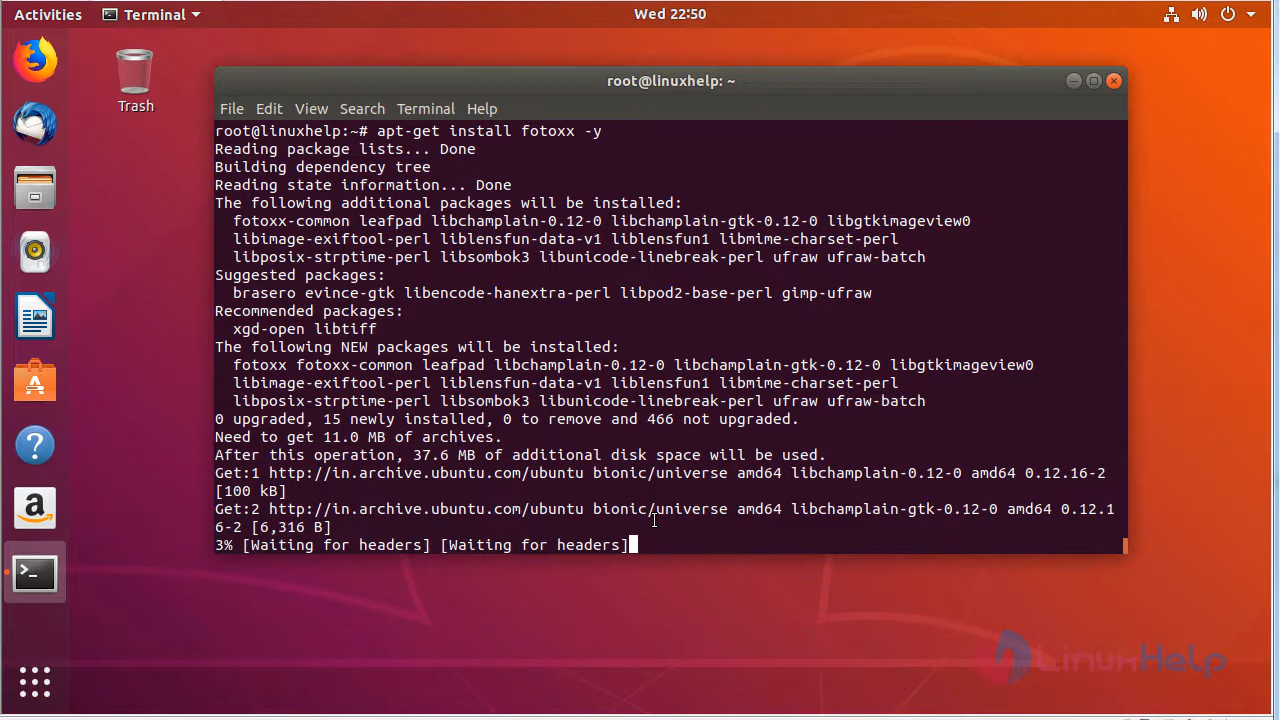 Activities Terminal Wed 22:50
Trash
root@linuxhelp: ~
File Edit View Search Terminal Help
root@linuxhelp:~# apt-get install fotoxx -y
Reading package lists... Done
Building dependency tree
Reading state information... Done
The following additional packages will be installed:
fotoxx-common leafpad libchamplain-0.12-0 libchamplain-gtk-0.12-0 libgtkimageview0
libimage-exiftool-perl liblensfun-data-v1 liblensfun1 libmime-charset-perl
libposix-strptime-perl libsombok3 libunicode-linebreak-perl ufraw ufraw-batch
Suggested packages:
brasero evince-gtk libencode-hanextra-perl libpod2-base-perl gimp-ufraw
Recommended packages:
xgd-open libtiff
The following NEW packages will be installed:
fotoxx fotoxx-common leafpad libchamplain-0.12-0 libchamplain-gtk-0.12-0 libgtkimageview0
libimage-exiftool-perl liblensfun-data-v1 liblensfun1 libmime-charset-perl
libposix-strptime-perl libsombok3 libunicode-linebreak-perl ufraw ufraw-batch
0 upgraded, 15 newly installed, 0 to remove and 466 not upgraded.
Need to get 11.0 MB of archives.
After this operation, 37.6 MB of additional disk space will be used.
Get:1 http://in.archive.ubuntu.com/ubuntu bionic/universe amd64 libchamplain-0.12-0 amd64 0.12.16-2
[100 kB]
Get:2 http://in.archive.ubuntu.com/ubuntu bionic/universe amd64 libchamplain-gtk-0.12-0 amd64 0.12.1
6-2 [6,316 B]
3% [Waiting for headers] [Waiting for headers]
LinuxHelp